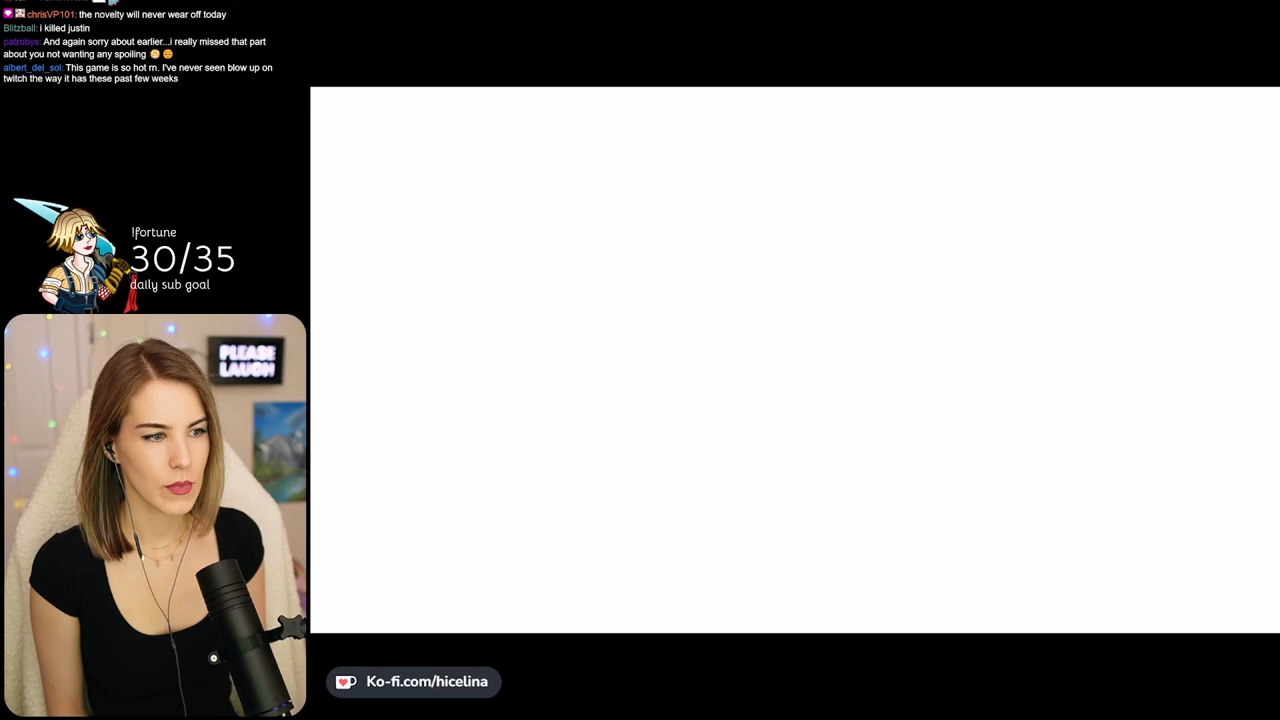 chrisVP101: the novelty will never wear off today
Blitzball: i killed justin
patrobys: And again sorry about earlier...i really missed that part
about you not wanting any spoiling
albert_del_sol: This game is so hot rn. I've never seen blow up on
twitch the way it has these past few weeks
!fortune
30/35
daily sub goal
PLEASE
LAUGH
Ko-fi.com/hicelina